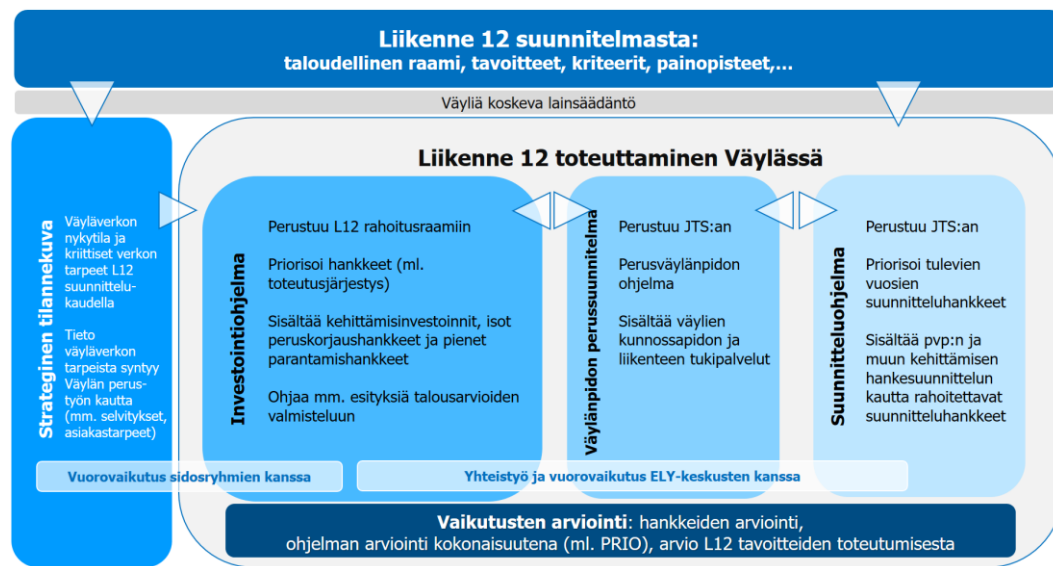 Liikenne 12 suunnitelmasta:
taloudellinen raami, tavoitteet, kriteerit, painopisteet,...
Väyliä koskeva lainsäädäntö
Strateginen tilannekuva
Väyläverkon
nykytila ja
kriittiset verkon
tarpeet L12
suunnittelu-
kaudella
Tieto
väyläverkon
tarpeista syntyy
Väylän perus-
työn kautta
(mm. selvitykset,
asiakastarpeet)
Liikenne 12 toteuttaminen Väylässä
Investointiohjelma
Perustuu L12 rahoitusraamiin
Priorisoi hankkeet (ml.
toteutusjärjestys)
Sisältää kehittämisinvestoinnit, isot
peruskorjaushankkeet ja pienet
parantamishankkeet
Ohjaa mm. esityksiä talousarvioiden
valmisteluun
Väylänpidon perussuunnitelma
Perustuu JTS:an
Perusväylänpidon
ohjelma
Sisältää väylien
kunnossapidon ja
liikenteen tukipalvelut
Suunnitteluohjelma
Perustuu JTS:an
Priorisoi tulevien
vuosien
suunnitteluhankkeet
Sisältää pvp:n ja
muun kehittämisen
hankesuunnittelun
kautta rahoitettavat
suunnitteluhankkeet
Vuorovaikutus sidosryhmien kanssa
Yhteistyö ja vuorovaikutus ELY-keskusten kanssa
Vaikutusten arviointi: hankkeiden arviointi,
ohjelman arviointi kokonaisuutena (ml. PRIO), arvio L12 tavoitteiden toteutumisesta